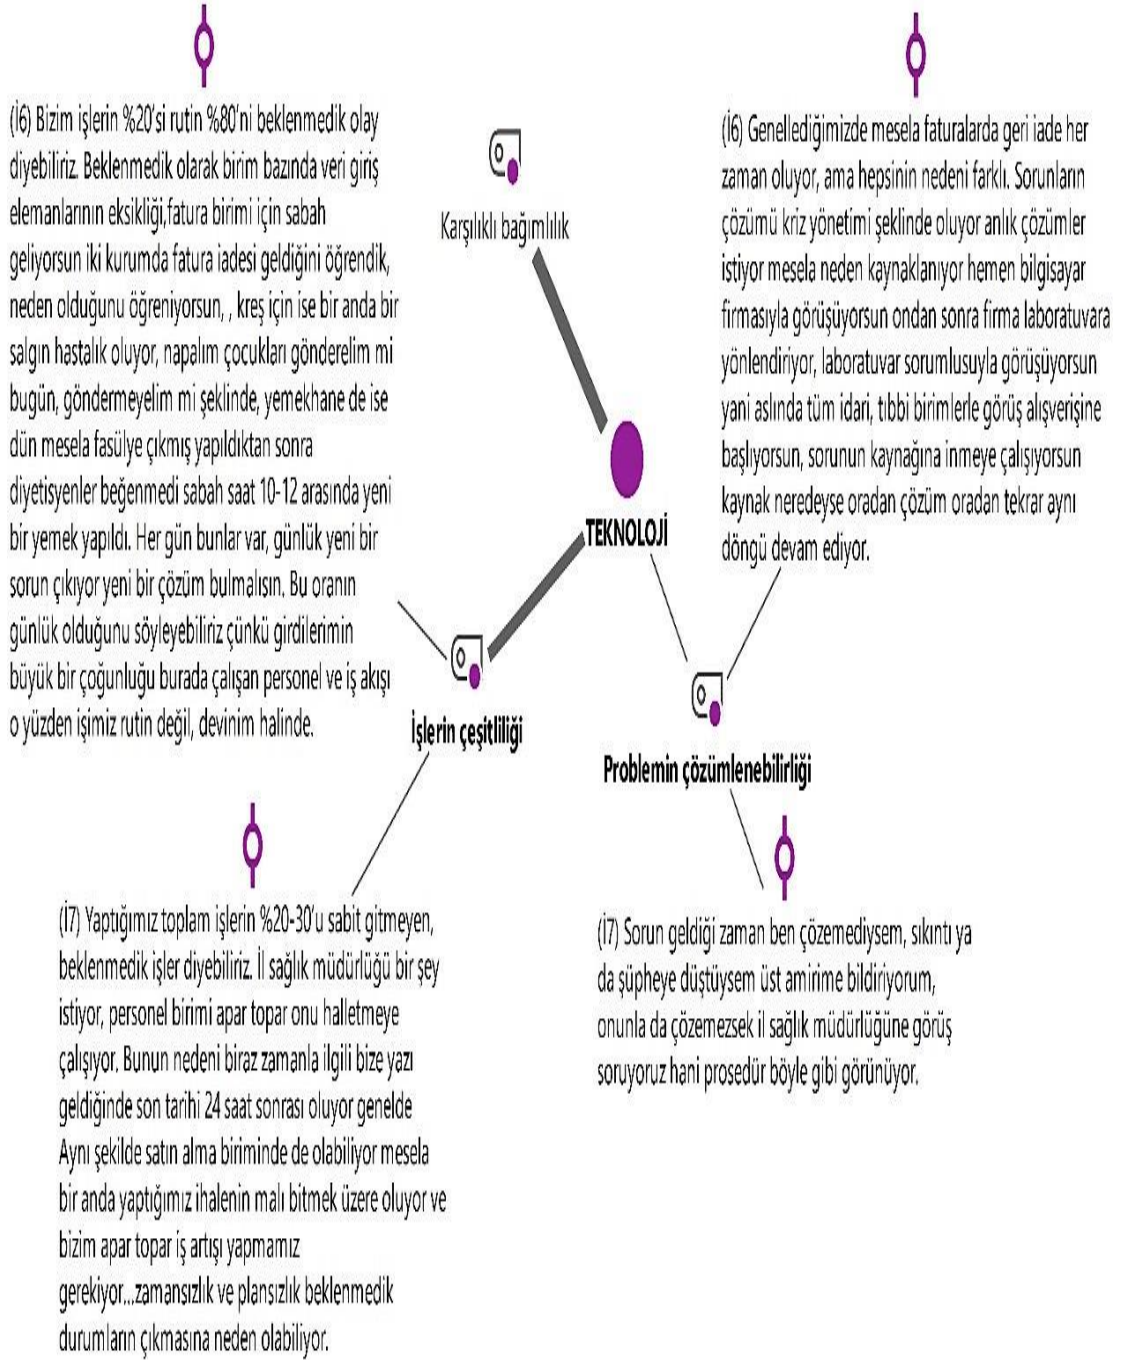 (İ6) Bizim işlerin %20'si rutin %80'ni beklenmedik olay
diyebiliriz. Beklenmedik olarak birim bazında veri giriş
elemanlarının eksikliği,fatura birimi için sabah
geliyorsun iki kurumda fatura iadesi geldiğini öğrendik,
neden olduğunu öğreniyorsun, , kreş için ise bir anda bir
salgın hastalık oluyor, napalım çocukları gönderelim mi
bugün, göndermeyelim mi şeklinde, yemekhane de ise
dün mesela fasülye çıkmış yapıldıktan sonra
diyetisyenler beğenmedi sabah saat 10-12 arasında yeni
bir yemek yapıldı. Her gün bunlar var, günlük yeni bir
sorun çıkıyor yeni bir çözüm bulmalısın. Bu oranın
günlük olduğunu söyleyebiliriz çünkü girdilerimin
büyük bir çoğunluğu burada çalışan personel ve iş akışı
o yüzden işimiz rutin değil, devinim halinde.
Karşılıklı bağımlılık
(İ6) Genellediğimizde mesela faturalarda geri iade her
zaman oluyor, ama hepsinin nedeni farklı. Sorunların
çözümü kriz yönetimi şeklinde oluyor anlık çözümler
istiyor mesela neden kaynaklanıyor hemen bilgisayar
firmasıyla görüşüyorsun ondan sonra firma laboratuvara
yönlendiriyor, laboratuvar sorumlusuyla görüşüyorsun
yani aslında tüm idari, tıbbi birimlerle görüş alışverişine
başlıyorsun, sorunun kaynağına inmeye çalışıyorsun
kaynak neredeyse oradan çözüm oradan tekrar aynı
döngü devam ediyor.
TEKNOLOJİ
İşlerin çeşitliliği
Problemin çözümlenebilirliği
(İ7) Yaptığımız toplam işlerin %20-30'u sabit gitmeyen,
beklenmedik işler diyebiliriz. İl sağlık müdürlüğü bir şey
istiyor, personel birimi apar topar onu halletmeye
çalışıyor. Bunun nedeni biraz zamanla ilgili bize yazı
geldiğinde son tarihi 24 saat sonrası oluyor genelde
Aynı şekilde satın alma biriminde de olabiliyor mesela
bir anda yaptığımız ihalenin malı bitmek üzere oluyor ve
bizim apar topar iş artışı yapmamız
gerekiyor...zamansızlık ve plansızlık beklenmedik
durumların çıkmasına neden olabiliyor.
(İ7) Sorun geldiği zaman ben çözemediysem, sıkıntı ya
da şüpheye düştüysem üst amirime bildiriyorum,
onunla da çözemezsek il sağlık müdürlüğüne görüş
soruyoruz hani prosedür böyle gibi görünüyor.